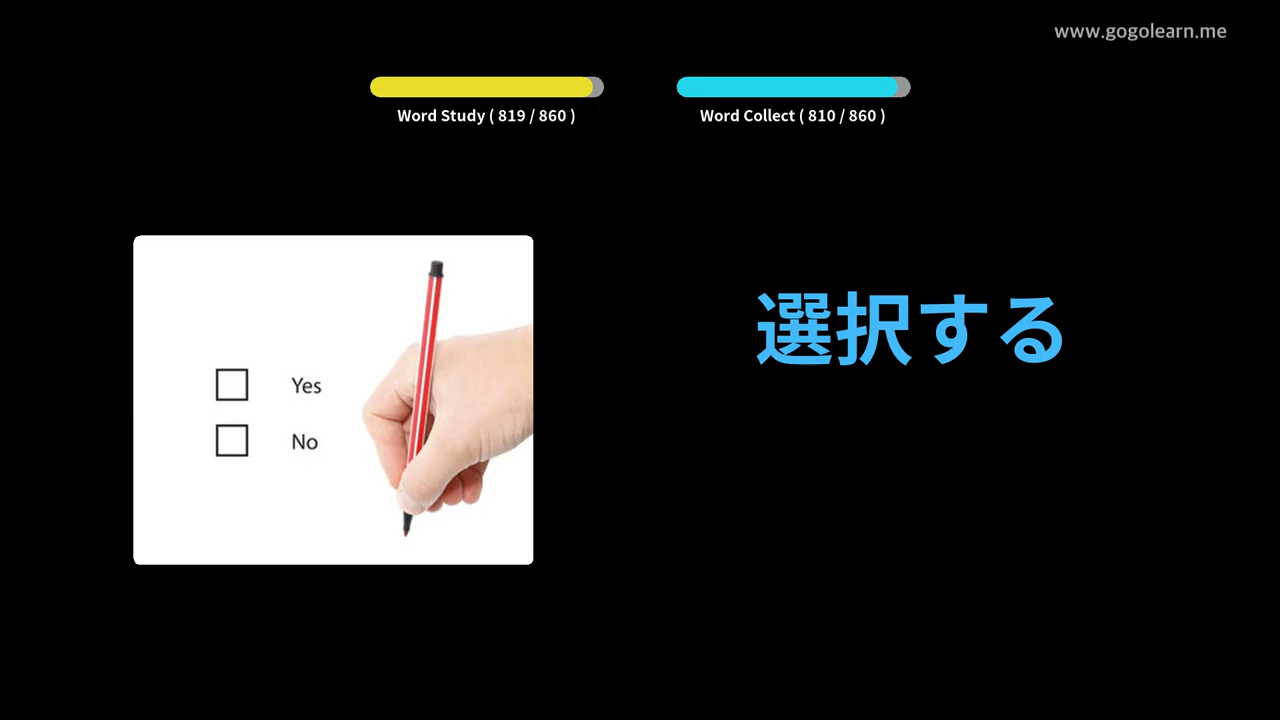 www.gogolearn.me
Word Study ( 819 / 860 )
Word Collect ( 810 / 860 )
選択する
Yes
No